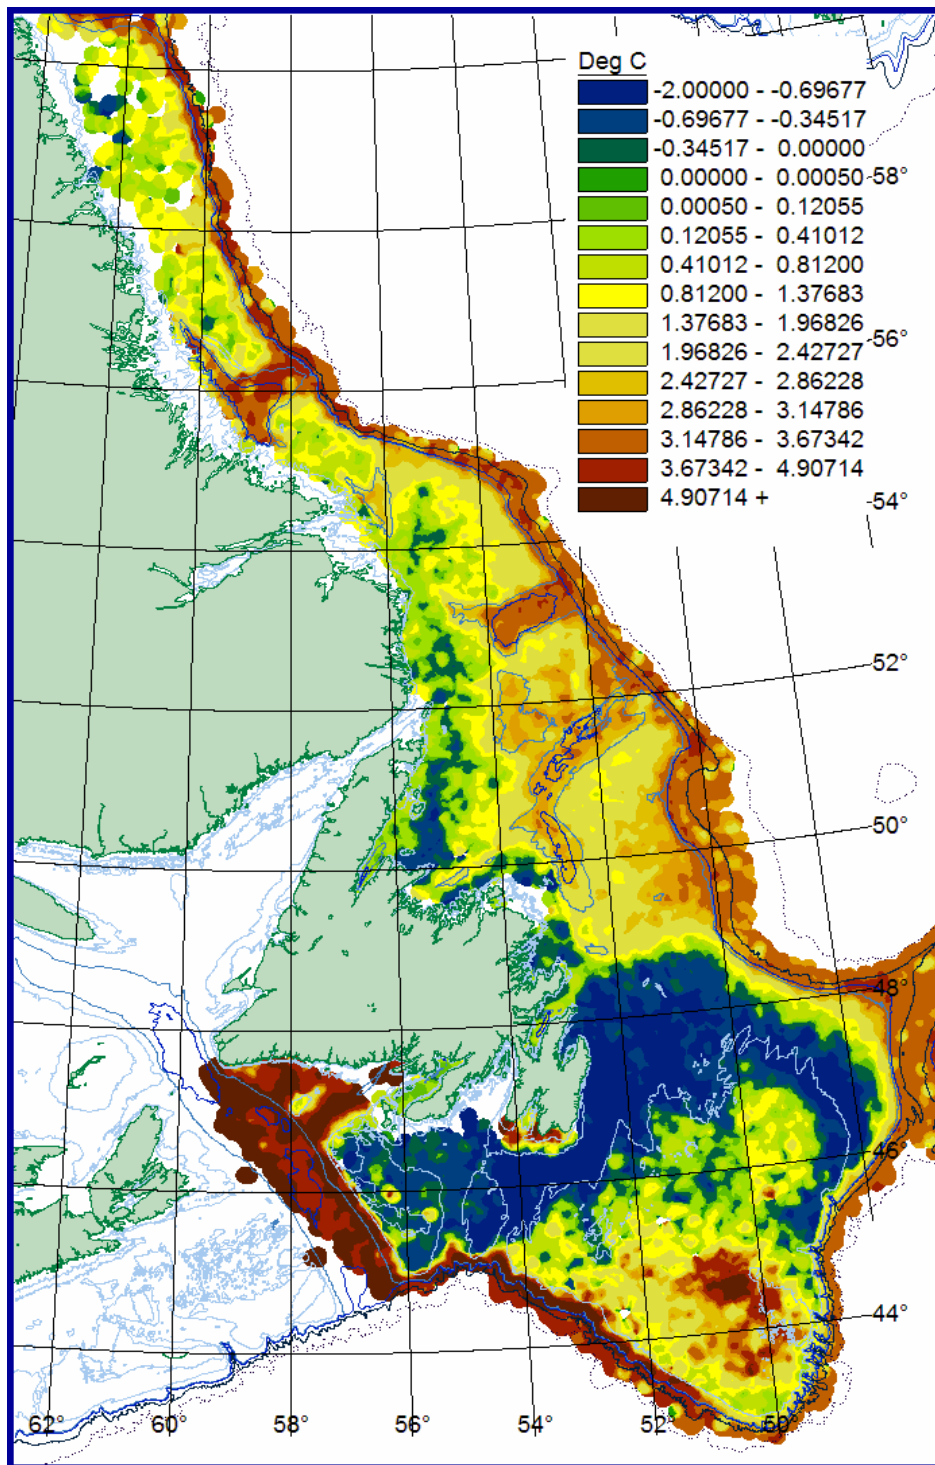 Deg C
-2.00000 - -0.69677
-0.69677 - -0.34517
-0.34517 - 0.00000
0.00000 - 0.00050
58°
0.00050 - 0.12055
0.12055 - 0.41012
0.41012 - 0.81200
0.81200 - 1.37683
1.37683 - 1.96826
56°
1.96826 - 2.42727
2.42727 - 2.86228
2.86228 - 3.14786
3.14786 - 3.67342
3.67342 - 4.90714
4.90714 +
54°
52°
50°
48°
46°
44°
62° 60° 58° 56° 54° 52° 50°